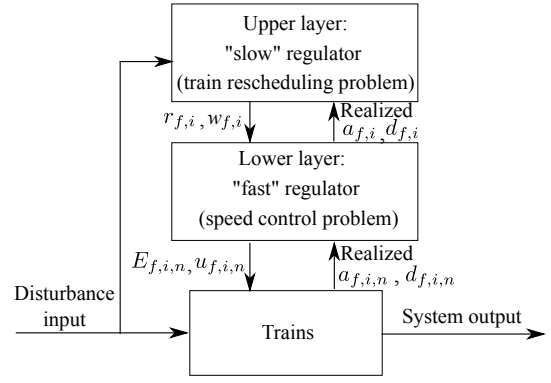 Upper layer:
"slow" regulator
(train rescheduling problem)
r_{f,i}, w_{f,i}
Realized
a_{f,i}, d_{f,i}
Lower layer:
"fast" regulator
(speed control problem)
E_{f,i,n}, u_{f,i,n}
Realized
a_{f,i,n}, d_{f,i,n}
Disturbance
input
Trains
System output